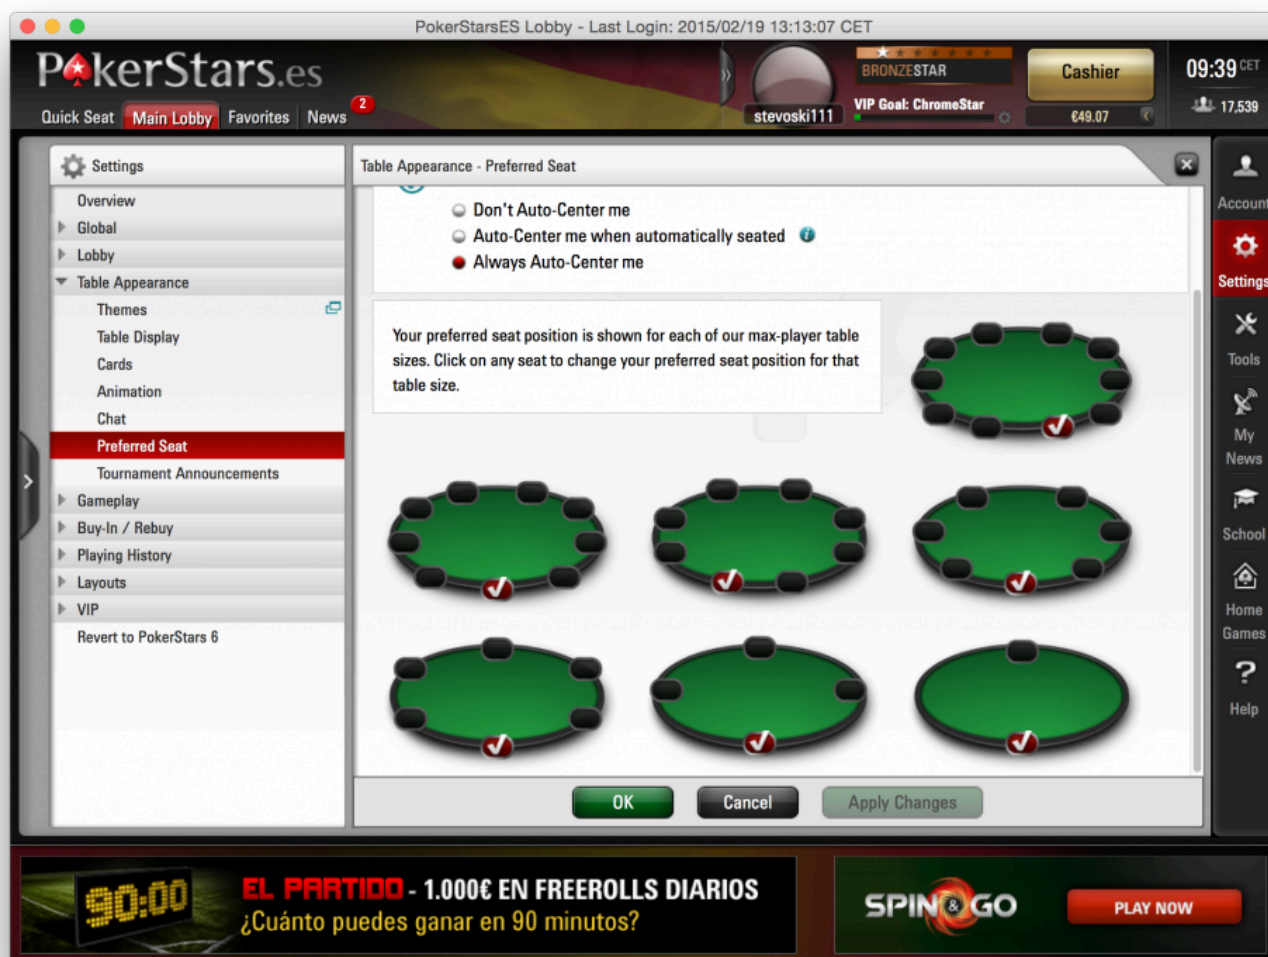 PokerStarsES Lobby - Last Login: 2015/02/19 13:13:07 CET
PokerStars.es
Quick Seat
Main Lobby
Favorites
News
2
stevoski111
BRONZESTAR
VIP Goal: ChromeStar
Cashier
€49.07
09:39 CET
17,539
Settings
Overview
Global
Lobby
Table Appearance
Themes
Table Display
Cards
Animation
Chat
Preferred Seat
Tournament Announcements
Gameplay
Buy-In / Rebuy
Playing History
Layouts
VIP
Revert to PokerStars 6
Table Appearance - Preferred Seat
Don't Auto-Center me
Auto-Center me when automatically seated
Always Auto-Center me
Your preferred seat position is shown for each of our max-player table
sizes. Click on any seat to change your preferred seat position for that
table size.
OK
Cancel
Apply Changes
Account
Settings
Tools
My
News
School
Home
Games
Help
90:00
EL PARTIDO - 1.000€ EN FREEROLLS DIARIOS
¿Cuánto puedes ganar en 90 minutos?
SPIN & GO
PLAY NOW